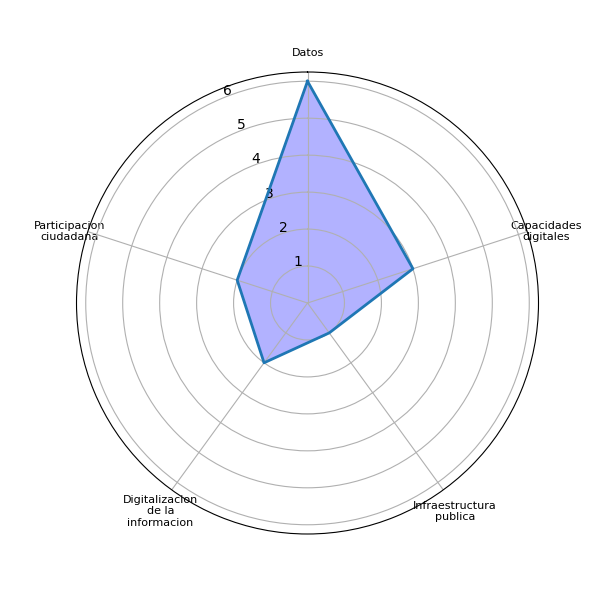 Datos
6
5
4
3
2
1
Participacion
ciudadana
Capacidades
digitales
Digitalizacion
de la
informacion
Infraestructura
publica